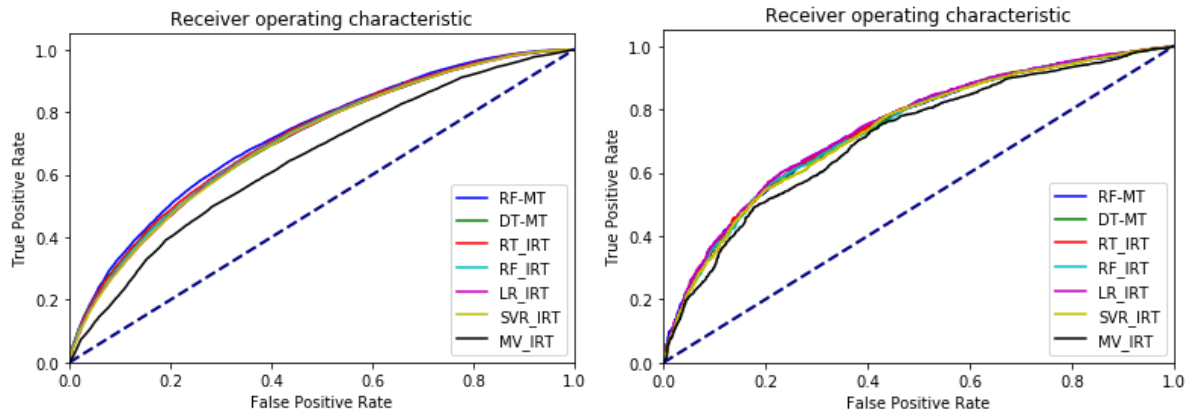 Receiver operating characteristic
True Positive Rate
1.0
0.8
0.6
0.4
0.2
0.0
RF-MT
DT-MT
RT_IRT
RF_IRT
LR_IRT
SVR_IRT
MV_IRT
0.0 0.2 0.4 0.6 0.8 1.0
False Positive Rate
Receiver operating characteristic
True Positive Rate
1.0
0.8
0.6
0.4
0.2
0.0
RF-MT
DT-MT
RT_IRT
RF_IRT
LR_IRT
SVR_IRT
MV_IRT
0.0 0.2 0.4 0.6 0.8 1.0
False Positive Rate